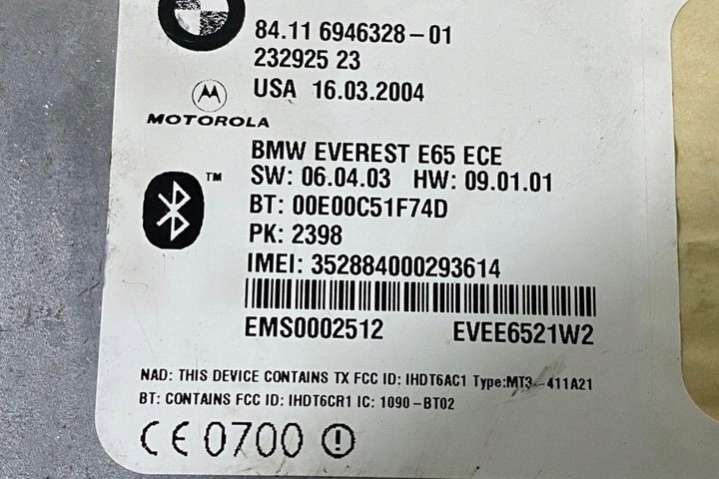 84.11 6946328-01
232925 23
USA 16.03.2004
MOTOROLA
BMW EVEREST E65 ECE
TM
SW: 06.04.03 HW: 09.01.01
BT: 00E00C51F74D
PK: 2398
IMEI: 352884000293614
EMS0002512 EVEE6521W2
NAD: THIS DEVICE CONTAINS TX FCC ID: IHDT6AC1 Type:MT3-411A21
BT: CONTAINS FCC ID: IHDT6CR1 IC: 1090-BT02
CE 0700 !